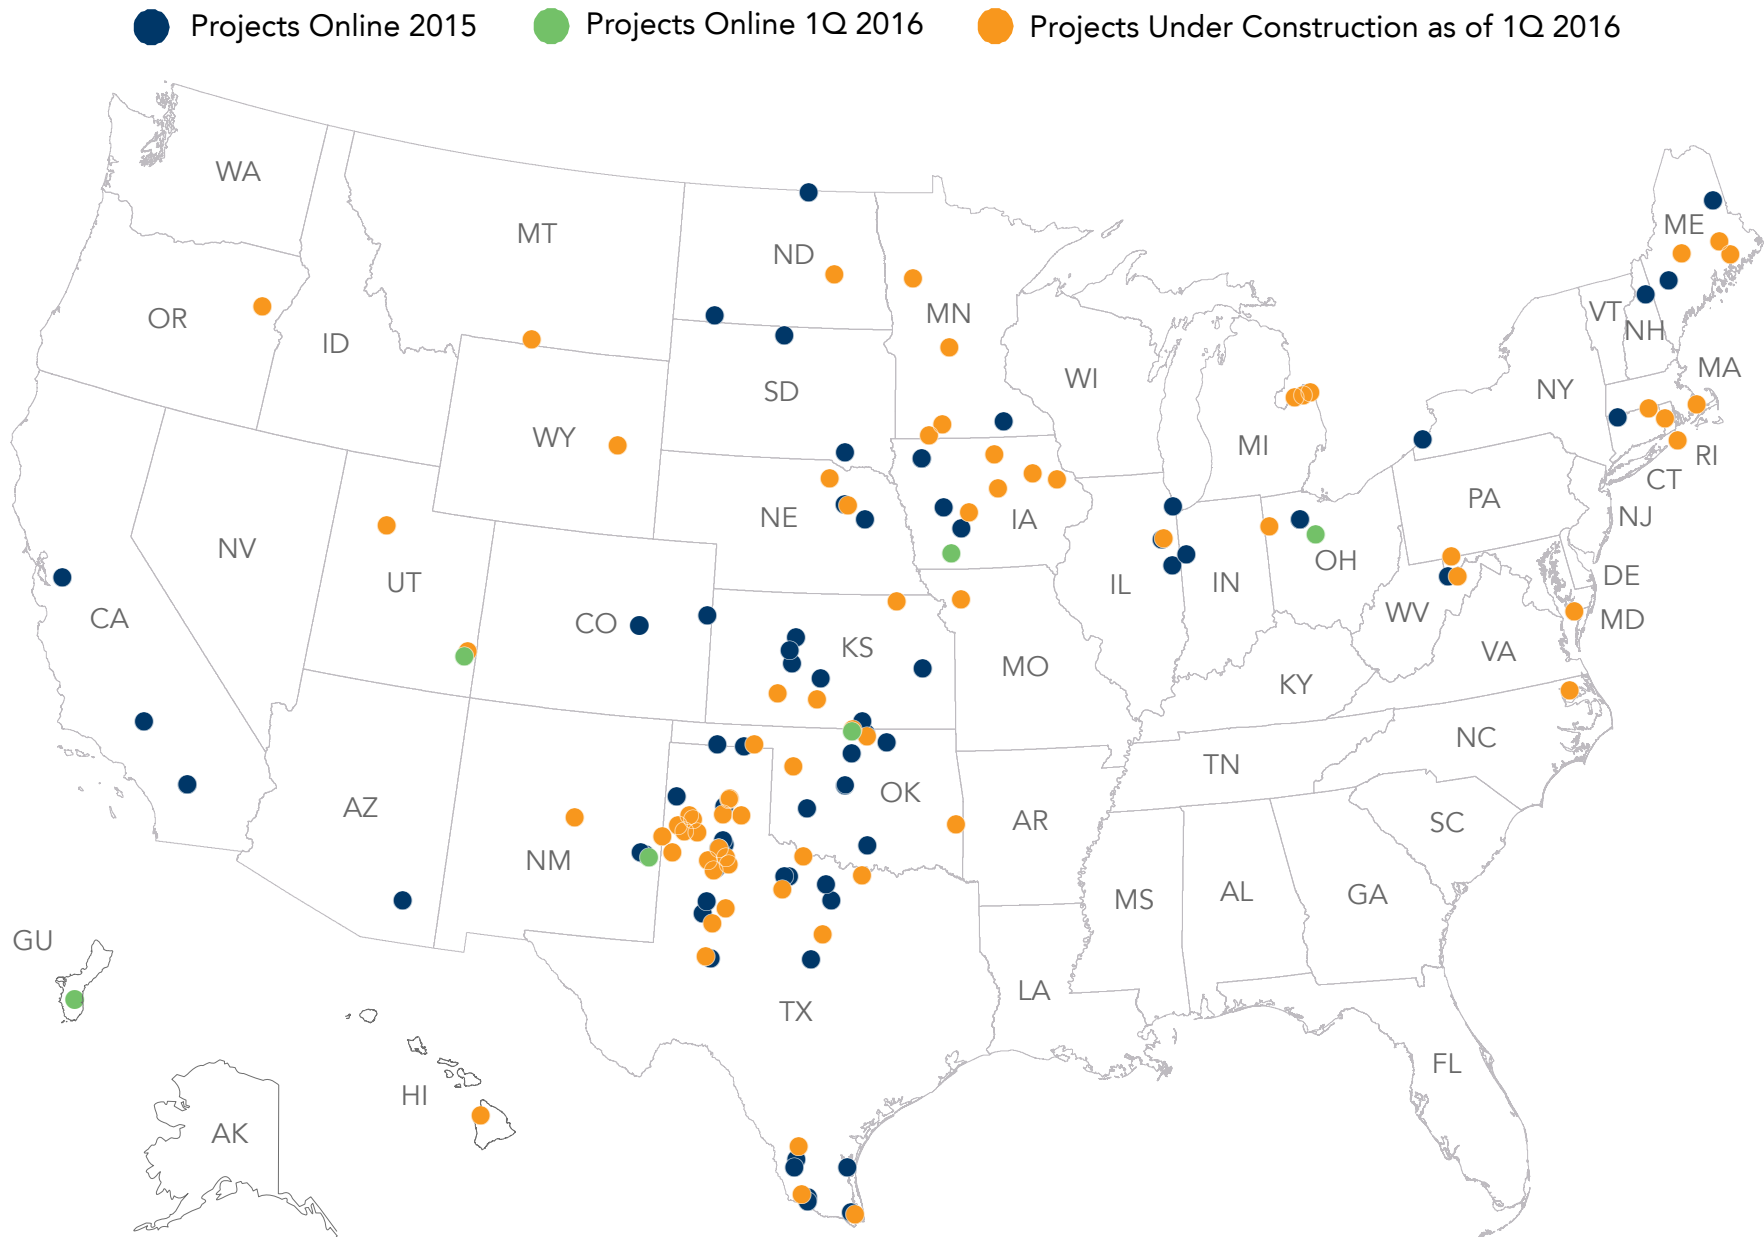 Projects Online 2015
Projects Online 1Q 2016
Projects Under Construction as of 1Q 2016
WA
MT
ND
MN
ME
OR
ID
VT
NH
WI
SD
NY
MA
WY
MI
RI
CT
NE
IA
PA
NJ
NV
UT
OH
IL
IN
DE
CA
CO
KS
WV
MD
MO
VA
KY
NC
TN
AZ
OK
AR
SC
NM
MS
AL
GA
GU
LA
TX
FL
HI
AK